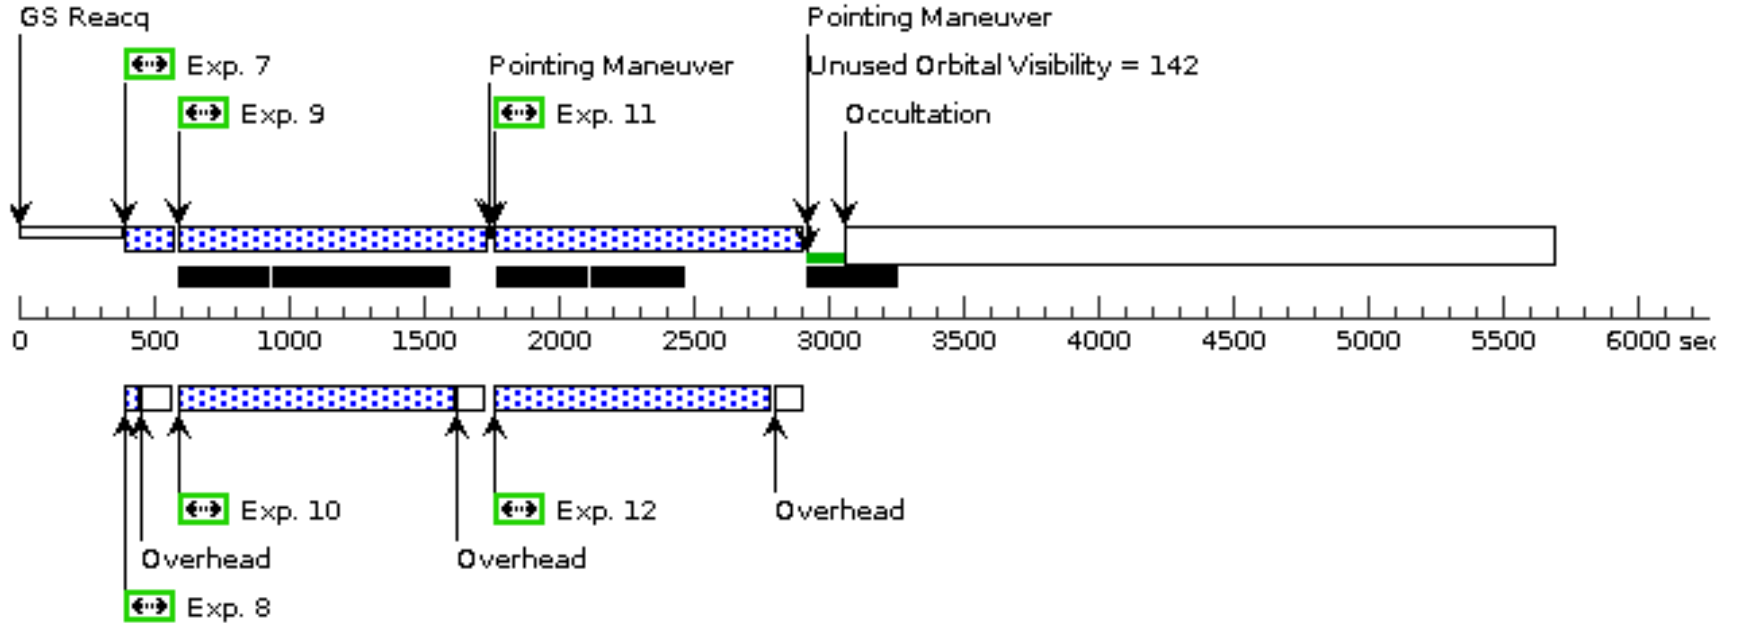 GS Reacq
Pointing Maneuver
Exp. 7
Pointing Maneuver
Unused Orbital Visibility = 142
Exp. 9
Exp. 11
Occultation
0 500 1000 1500 2000 2500 3000 3500 4000 4500 5000 5500 6000 sec
Exp. 10
Exp. 12
Overhead
Overhead
Overhead
Exp. 8